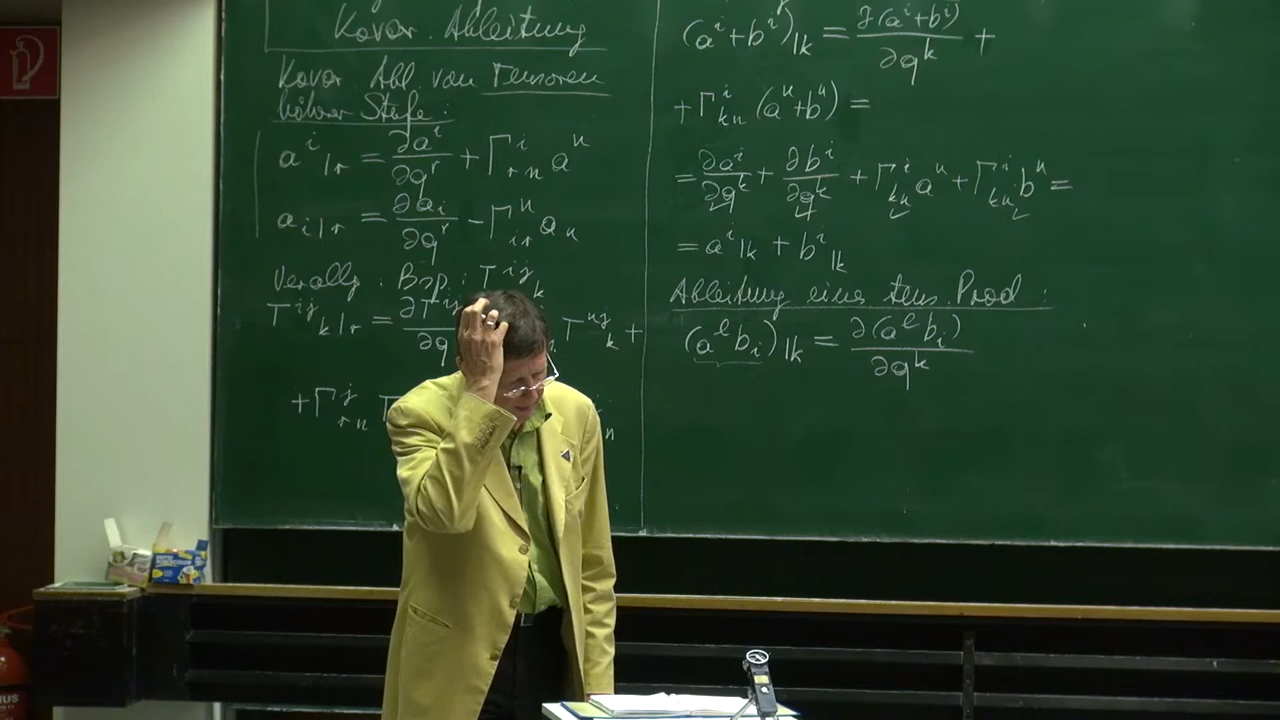 Kovar. Ableitung
Kovar. Abl. von Tensoren
höherer Stufe:
a^i|r = ∂a^i/∂q^r + Γ^i_rn a^n
a_i|r = ∂a_i/∂q^r − Γ^n_ir a_n
Verallg. Bsp.: T^ij_k
T^ij_k|r = ∂T^ij/∂q T^nj_k +
+ Γ^j_rn T n
(a^i + b^i)|k = ∂(a^i + b^i)/∂q^k +
+ Γ^i_kn (a^n + b^n) =
= ∂a^i/∂q^k + ∂b^i/∂q^k + Γ^i_kn a^n + Γ^i_kn b^n =
= a^i|k + b^i|k
Ableitung eines tens. Prod.:
(a^l b_i)|k = ∂(a^l b_i)/∂q^k